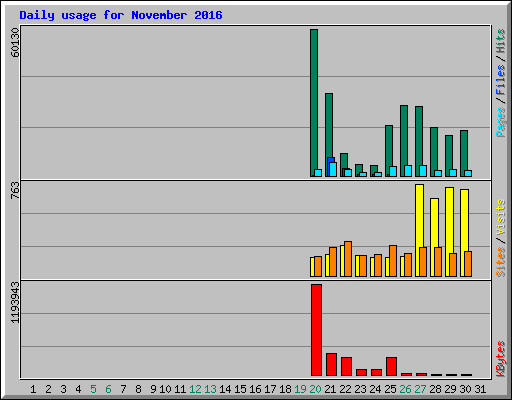 Daily usage for November 2016
60130
Pages / Files / Hits
763
Sites / Visits
1193943
KBytes
1 2 3 4 5 6 7 8 9 10 11 12 13 14 15 16 17 18 19 20 21 22 23 24 25 26 27 28 29 30 31